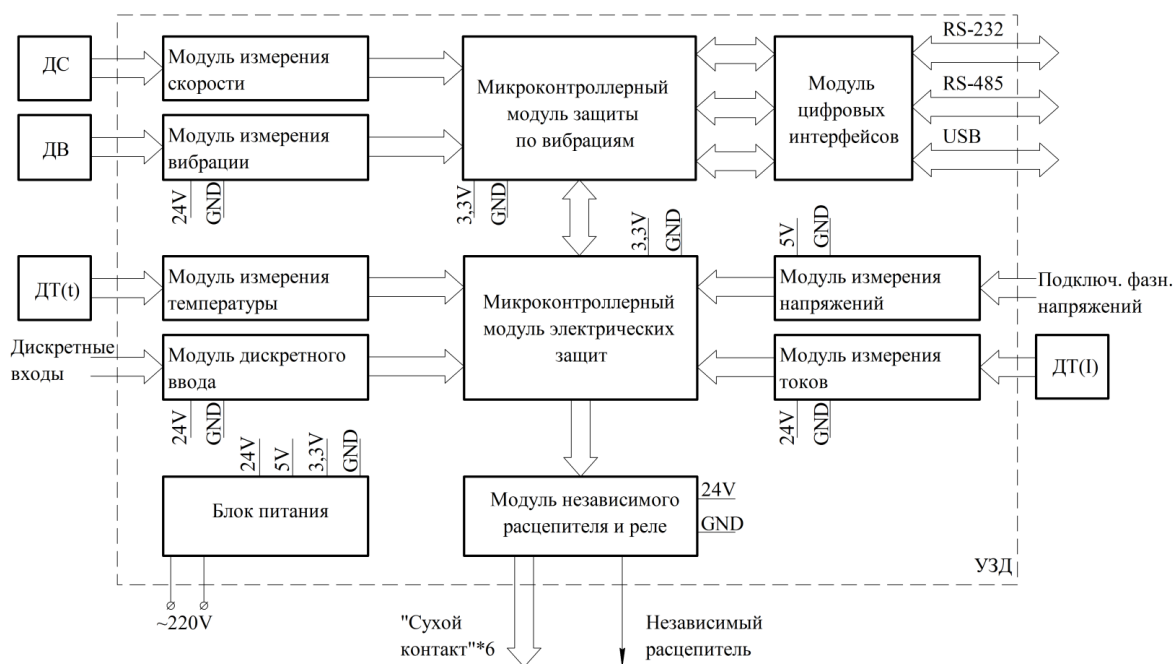 ДС
Модуль измерения
скорости
Микроконтроллерный
модуль защиты
по вибрациям
Модуль
цифровых
интерфейсов
RS-232
RS-485
USB
ДВ
Модуль измерения
вибрации
24V
GND
3,3V
GND
3,3V
GND
5V
GND
ДТ(t)
Модуль измерения
температуры
Микроконтроллерный
модуль электрических
защит
Модуль измерения
напряжений
Подключ. фазн.
напряжений
Дискретные
входы
Модуль дискретного
ввода
Модуль измерения
токов
ДТ(I)
24V
GND
24V
GND
24V
5V
3,3V
GND
Блок питания
Модуль независимого
расцепителя и реле
24V
GND
УЗД
~220V
"Сухой
контакт"*6
Независимый
расцепитель